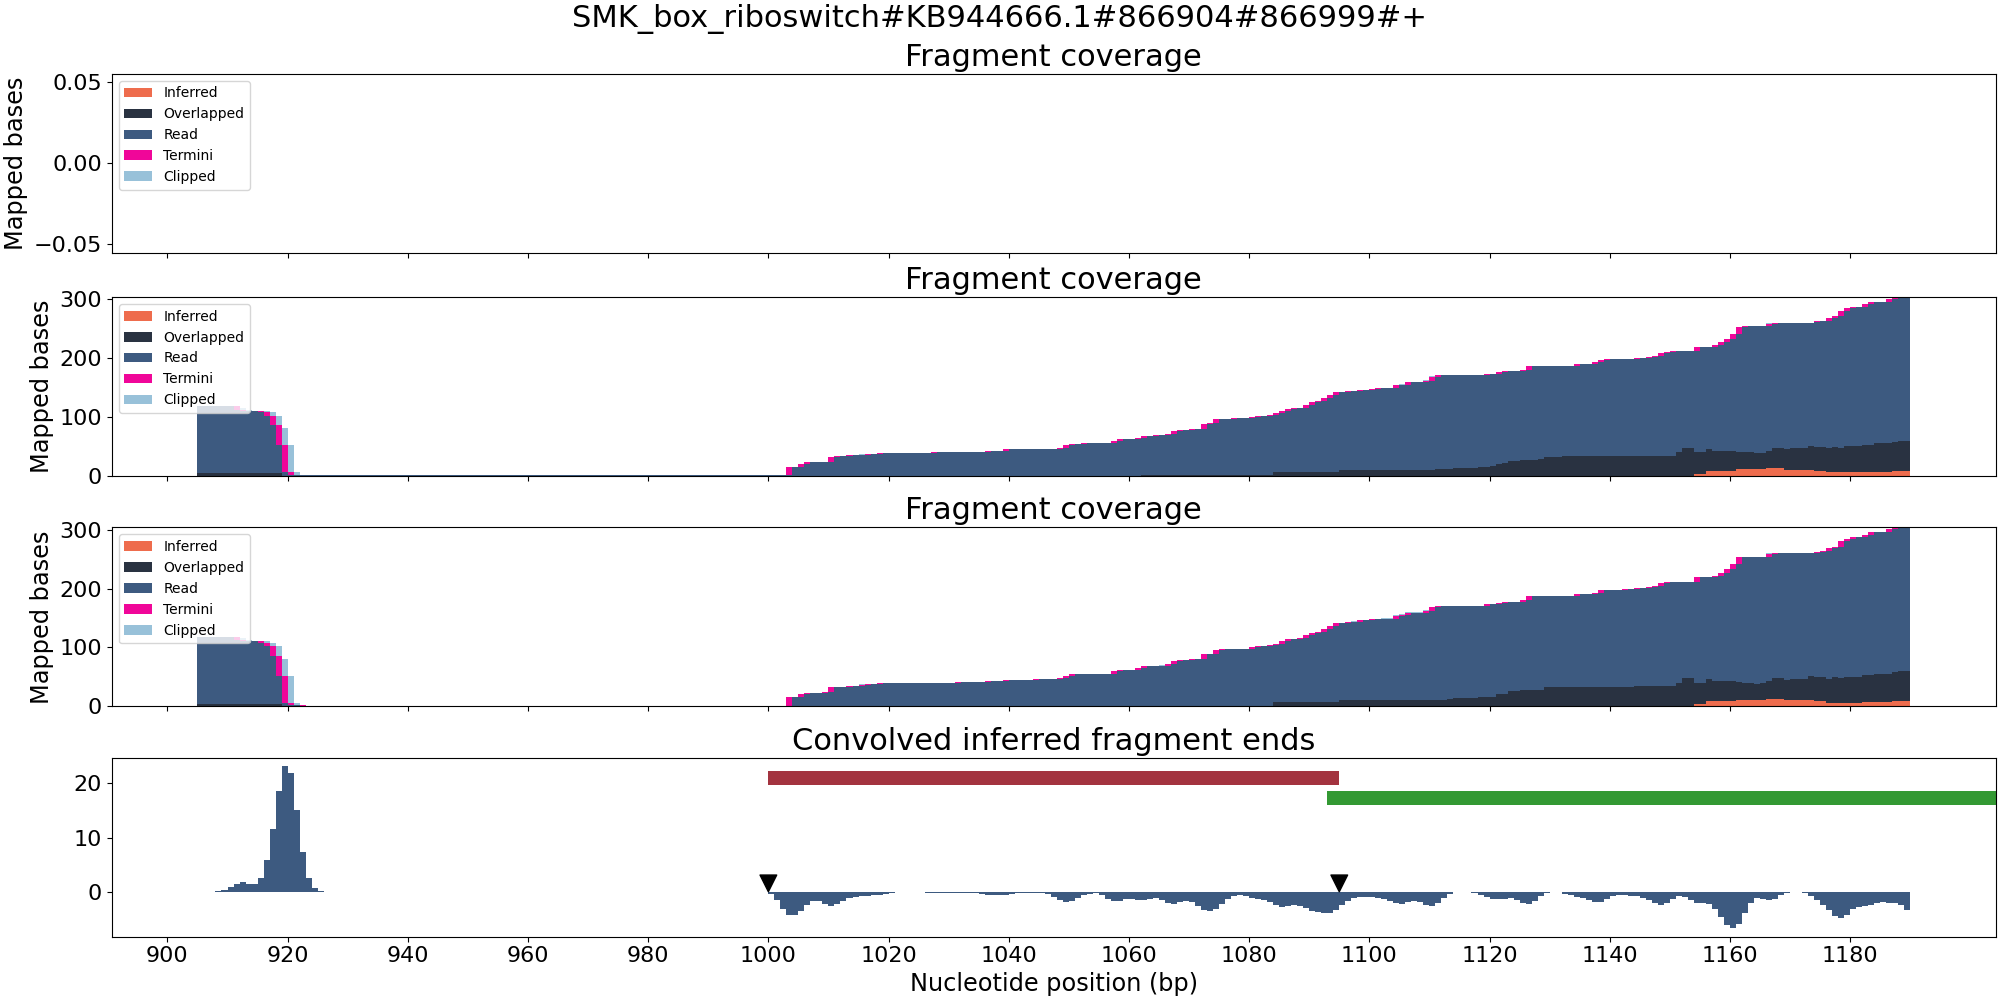 SMK_box_riboswitch#KB944666.1#866904#866999#+
Fragment coverage
Mapped bases
0.05
0.00
−0.05
Inferred
Overlapped
Read
Termini
Clipped
Fragment coverage
Mapped bases
300
200
100
0
Inferred
Overlapped
Read
Termini
Clipped
Fragment coverage
Mapped bases
300
200
100
0
Inferred
Overlapped
Read
Termini
Clipped
Convolved inferred fragment ends
20
10
0
900 920 940 960 980 1000 1020 1040 1060 1080 1100 1120 1140 1160 1180
Nucleotide position (bp)